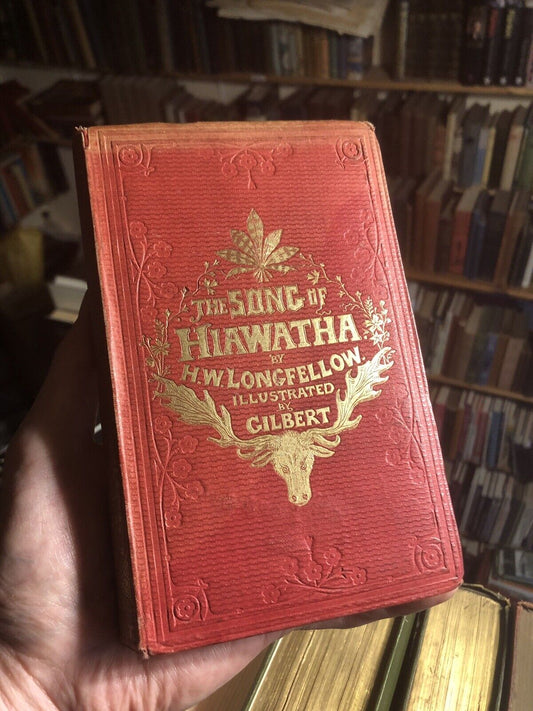 THE SONG OF
HIAWATHA
BY
H.W. LONGFELLOW
ILLUSTRATED
BY
GILBERT